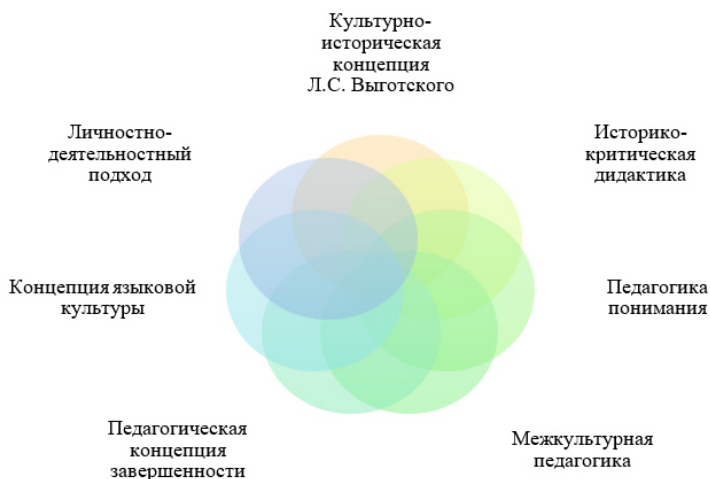 Культурно-
историческая
концепция
Л.С. Выготского
Личностно-
деятельностный
подход
Историко-
критическая
дидактика
Концепция языковой
культуры
Педагогика
понимания
Педагогическая
концепция
завершенности
Межкультурная
педагогика